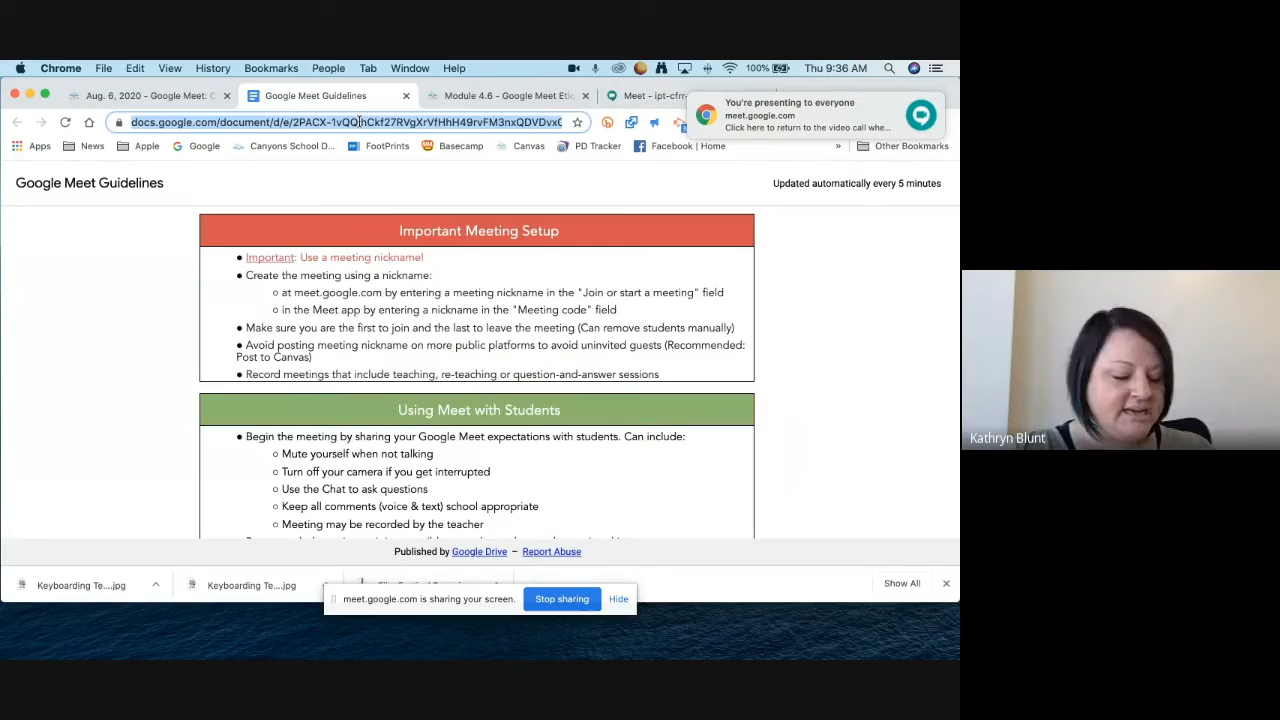 Chrome File Edit View History Bookmarks People Tab Window Help 100% Thu 9:36 AM
Aug. 6, 2020 - Google Meet: C
Google Meet Guidelines
Module 4.6 - Google Meet Etiq
Meet - ipt-cfrr-
You're presenting to everyone
meet.google.com
Click here to return to the video call whe...
docs.google.com/document/d/e/2PACX-1vQQhCkf27RVgXrVfHhH49rvFM3nxQDVDvxC
Apps News Apple Google Canyons School D... FootPrints Basecamp Canvas PD Tracker Facebook | Home » Other Bookmarks
Google Meet Guidelines
Updated automatically every 5 minutes
Important Meeting Setup
● Important: Use a meeting nickname!
● Create the meeting using a nickname:
○ at meet.google.com by entering a meeting nickname in the "Join or start a meeting" field
○ in the Meet app by entering a nickname in the "Meeting code" field
● Make sure you are the first to join and the last to leave the meeting (Can remove students manually)
● Avoid posting meeting nickname on more public platforms to avoid uninvited guests (Recommended:
Post to Canvas)
● Record meetings that include teaching, re-teaching or question-and-answer sessions
Using Meet with Students
● Begin the meeting by sharing your Google Meet expectations with students. Can include:
○ Mute yourself when not talking
○ Turn off your camera if you get interrupted
○ Use the Chat to ask questions
○ Keep all comments (voice & text) school appropriate
○ Meeting may be recorded by the teacher
Published by Google Drive – Report Abuse
Keyboarding Te....jpg
Keyboarding Te....jpg
Show All
meet.google.com is sharing your screen. Stop sharing Hide
Kathryn Blunt